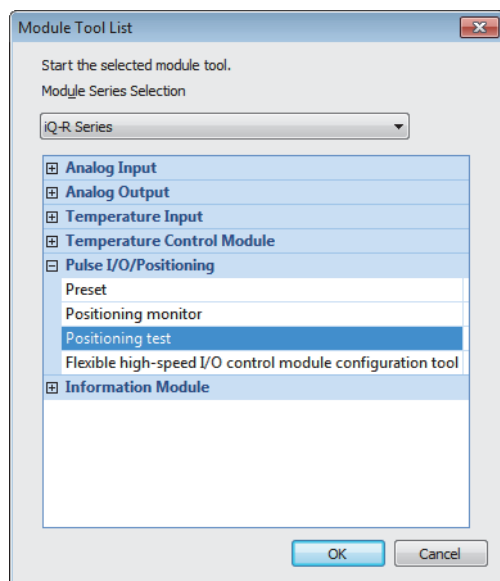 Module Tool List
Start the selected module tool.
Module Series Selection
iQ-R Series
Analog Input
Analog Output
Temperature Input
Temperature Control Module
Pulse I/O/Positioning
Preset
Positioning monitor
Positioning test
Flexible high-speed I/O control module configuration tool
Information Module
OK Cancel